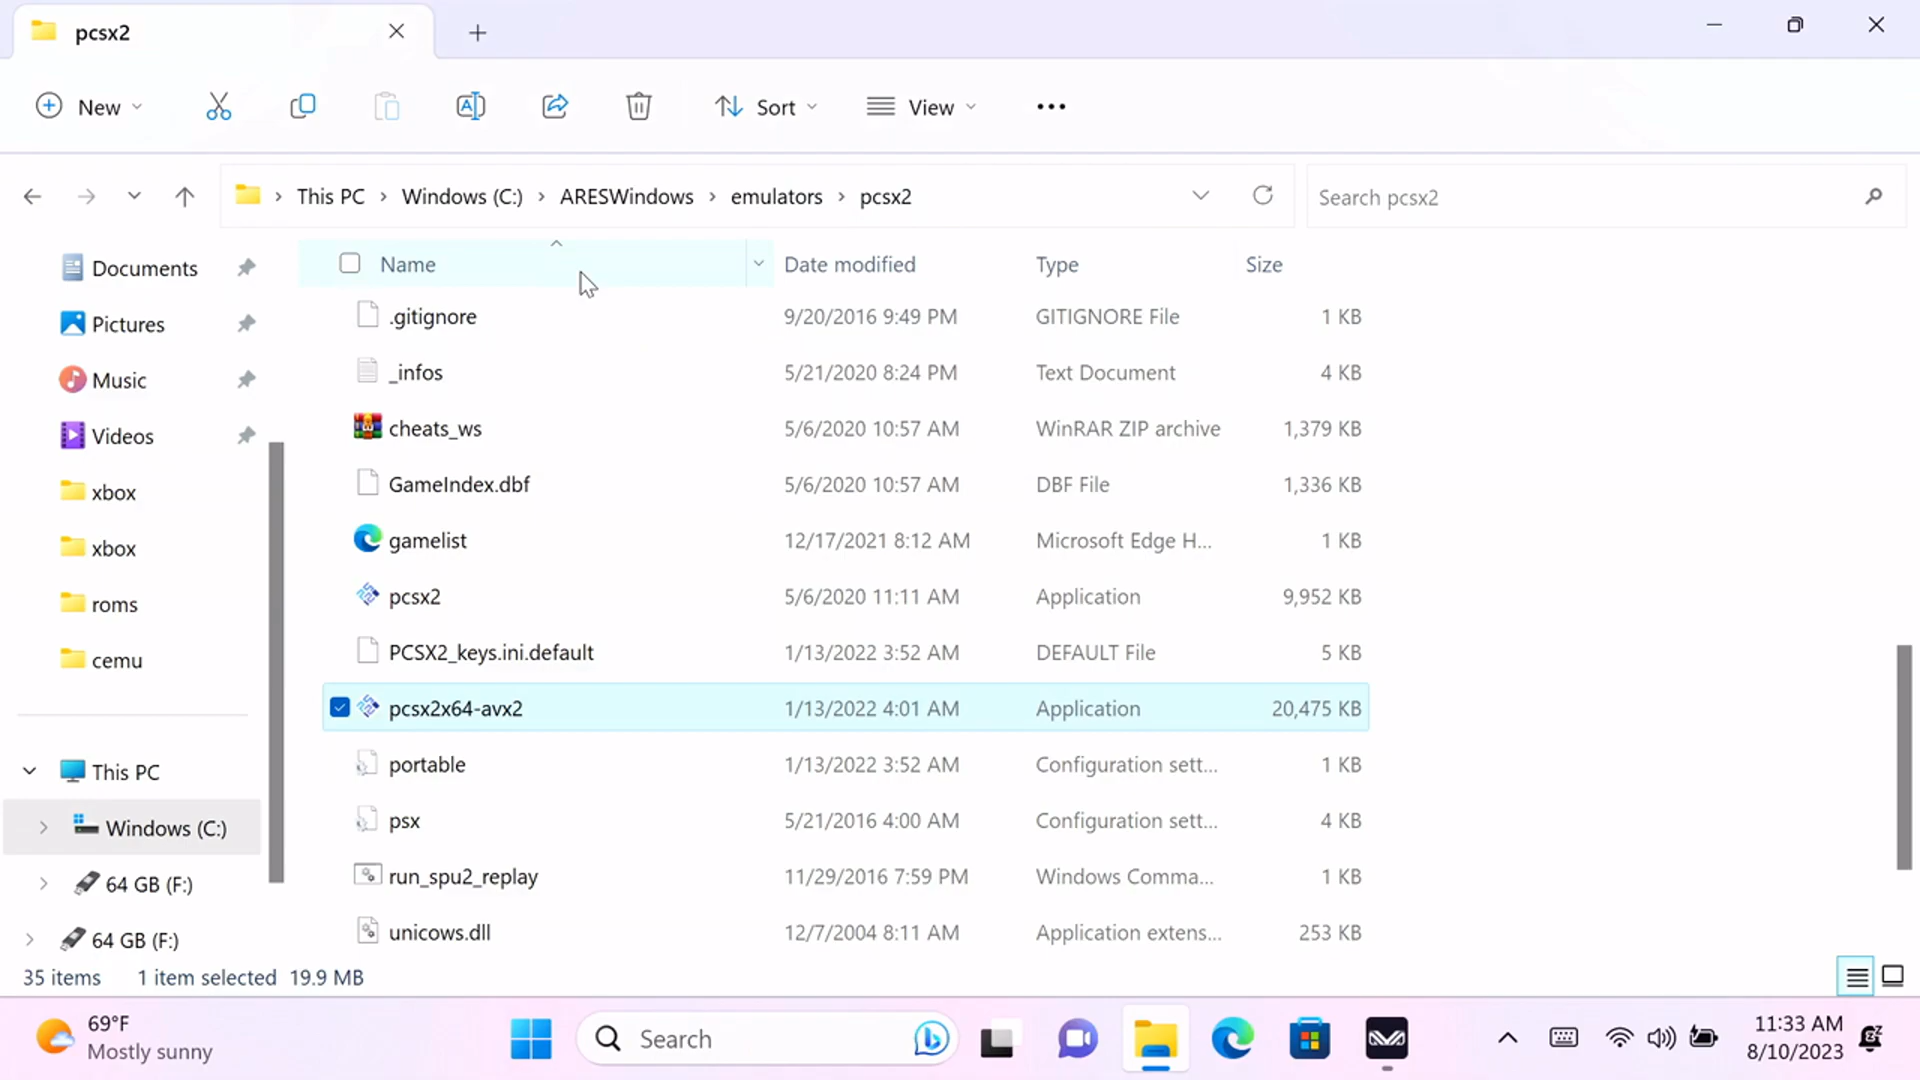 pcsx2
New
Sort
View
This PC > Windows (C:) > ARESWindows > emulators > pcsx2
Search pcsx2
Documents
Pictures
Music
Videos
xbox
xbox
roms
cemu
This PC
Windows (C:)
64 GB (F:)
64 GB (F:)
Name Date modified Type Size
.gitignore 9/20/2016 9:49 PM GITIGNORE File 1 KB
_infos 5/21/2020 8:24 PM Text Document 4 KB
cheats_ws 5/6/2020 10:57 AM WinRAR ZIP archive 1,379 KB
GameIndex.dbf 5/6/2020 10:57 AM DBF File 1,336 KB
gamelist 12/17/2021 8:12 AM Microsoft Edge H... 1 KB
pcsx2 5/6/2020 11:11 AM Application 9,952 KB
PCSX2_keys.ini.default 1/13/2022 3:52 AM DEFAULT File 5 KB
pcsx2x64-avx2 1/13/2022 4:01 AM Application 20,475 KB
portable 1/13/2022 3:52 AM Configuration sett... 1 KB
psx 5/21/2016 4:00 AM Configuration sett... 4 KB
run_spu2_replay 11/29/2016 7:59 PM Windows Comma... 1 KB
unicows.dll 12/7/2004 8:11 AM Application extens... 253 KB
35 items 1 item selected 19.9 MB
69°F
Mostly sunny
Search
11:33 AM
8/10/2023